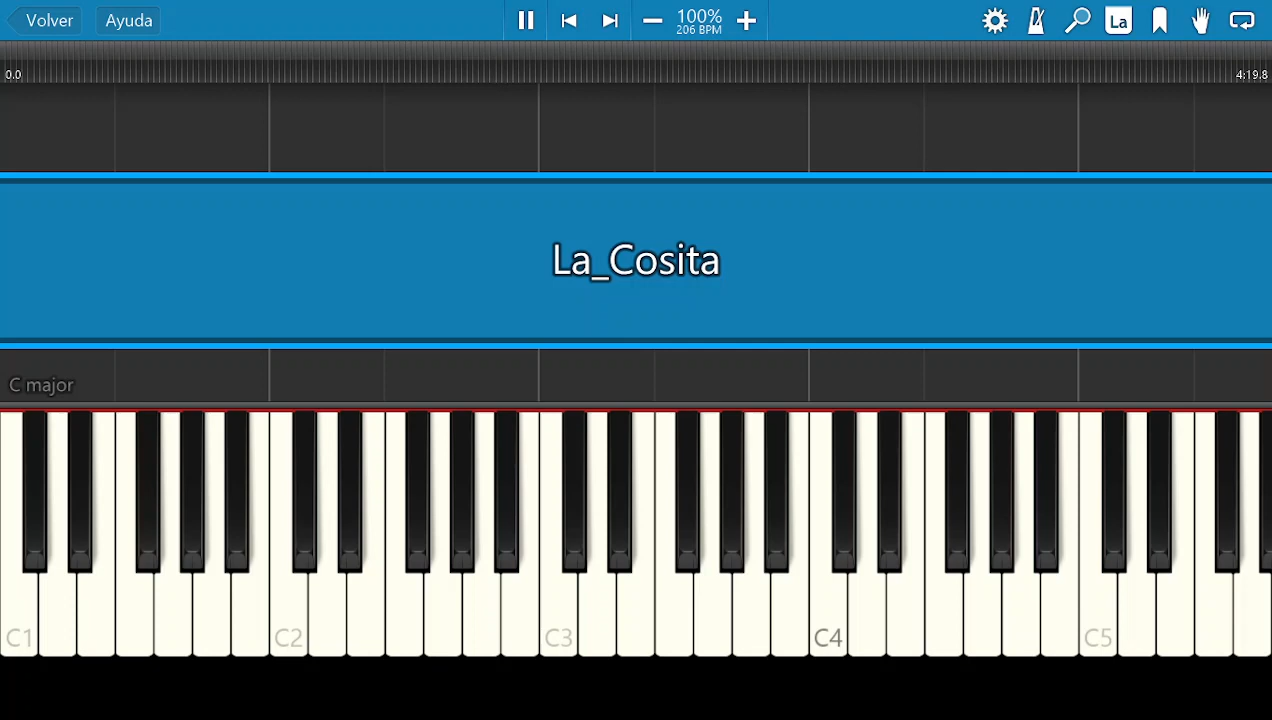 Volver
Ayuda
100%
206 BPM
La
0.0
4:19.8
La_Cosita
C major
C1
C2
C3
C4
C5